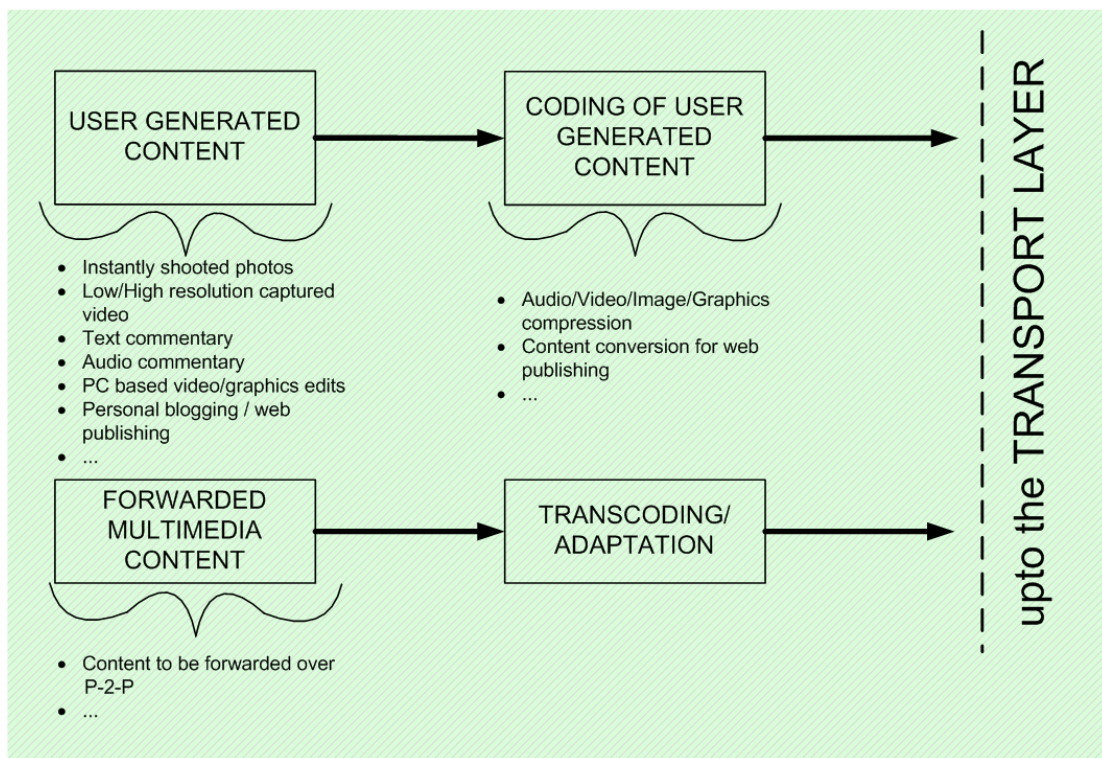 USER GENERATED
CONTENT
CODING OF USER
GENERATED
CONTENT
• Instantly shooted photos
• Low/High resolution captured
video
• Text commentary
• Audio commentary
• PC based video/graphics edits
• Personal blogging / web
publishing
• ...
• Audio/Video/Image/Graphics
compression
• Content conversion for web
publishing
• ...
FORWARDED
MULTIMEDIA
CONTENT
TRANSCODING/
ADAPTATION
• Content to be forwarded over
P-2-P
• ...
upto the TRANSPORT LAYER